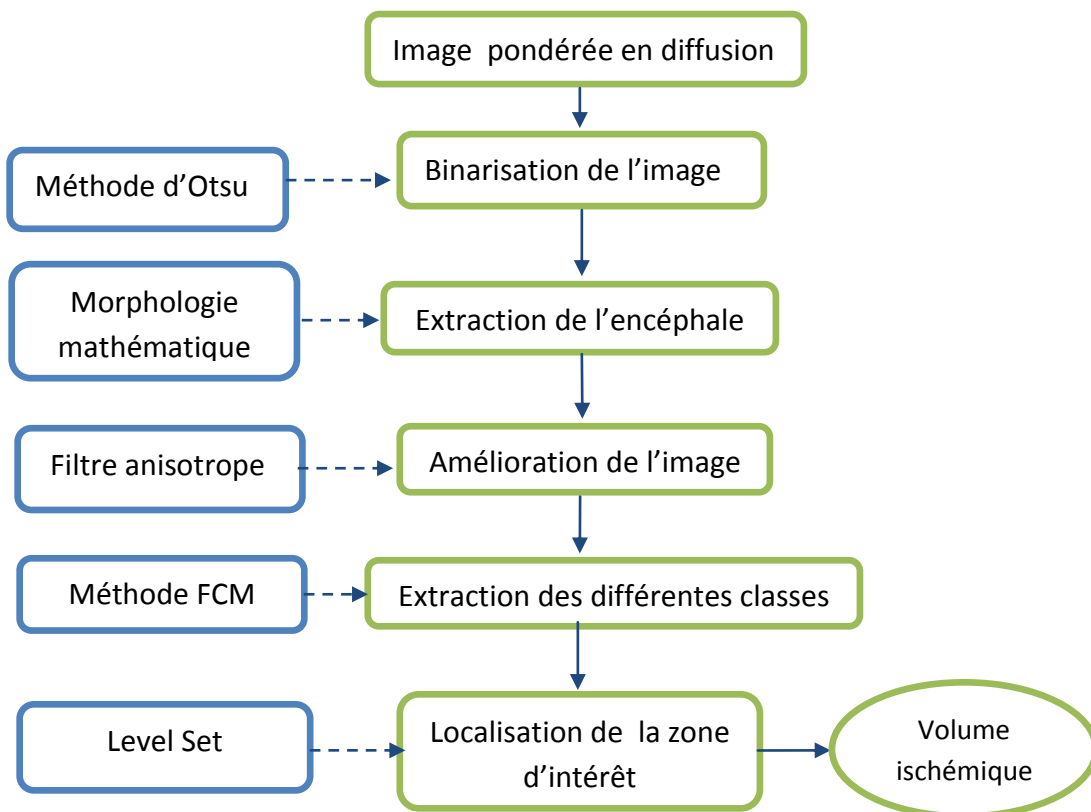 Image pondérée en diffusion
Méthode d'Otsu
Binarisation de l'image
Morphologie
mathématique
Extraction de l'encéphale
Filtre anisotrope
Amélioration de l'image
Méthode FCM
Extraction des différentes classes
Level Set
Localisation de la zone
d'intérêt
Volume
ischémique